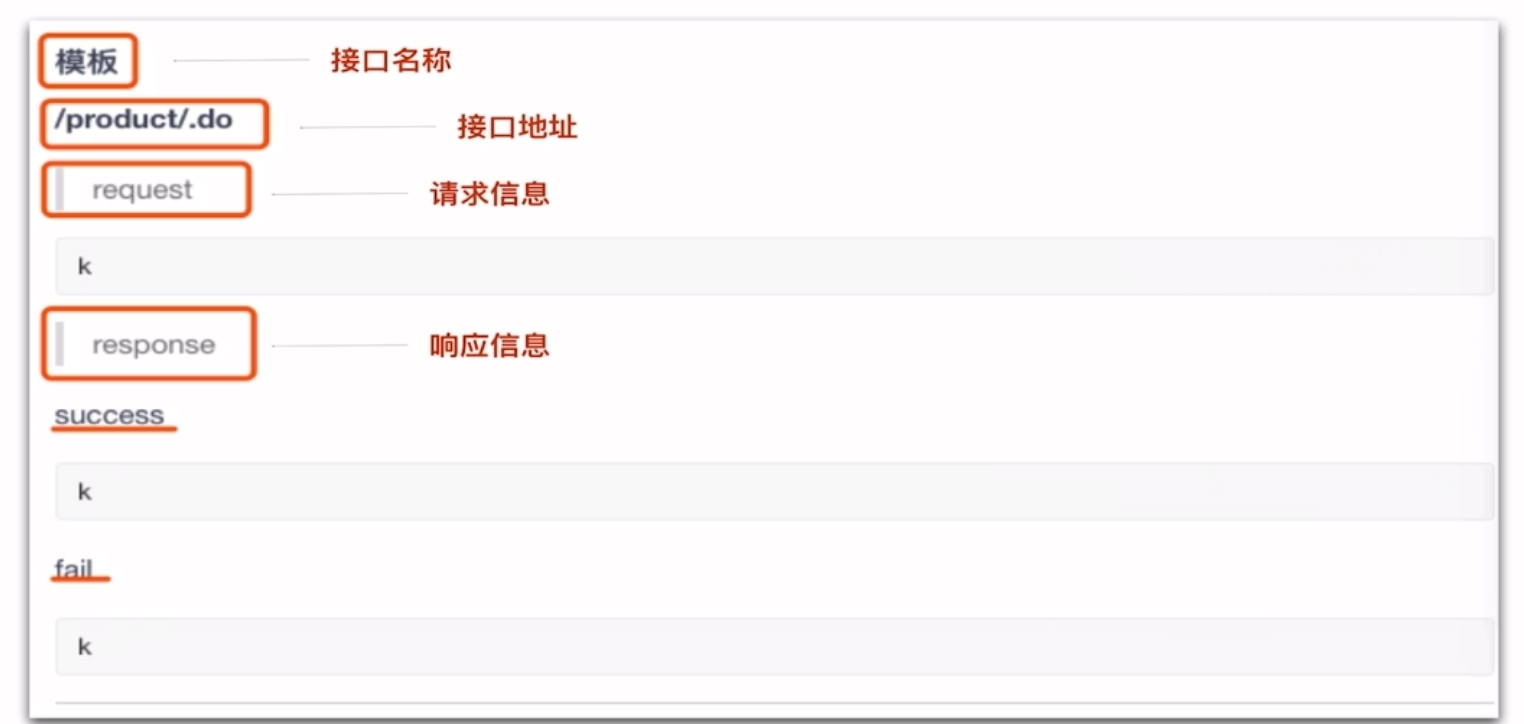 模板 接口名称
/product/.do 接口地址
request 请求信息
k
response 响应信息
success
k
fail
k